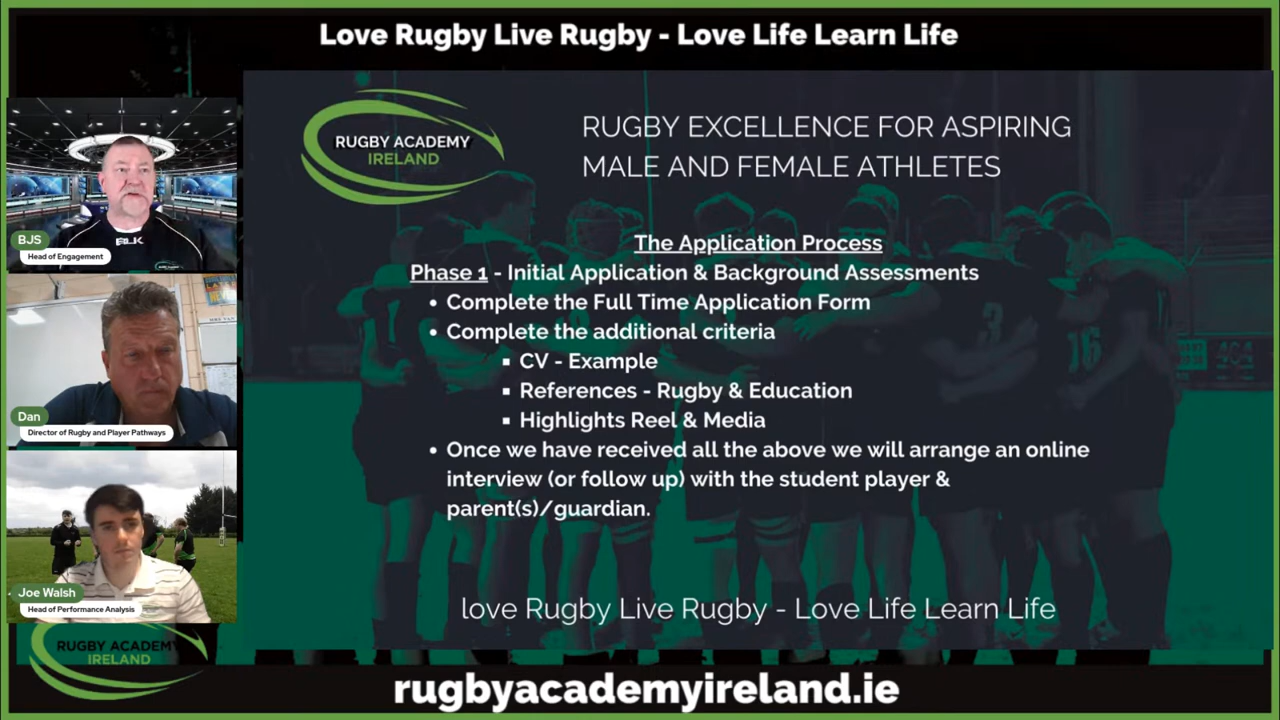 Love Rugby Live Rugby - Love Life Learn Life
RUGBY ACADEMY
IRELAND
RUGBY EXCELLENCE FOR ASPIRING
MALE AND FEMALE ATHLETES
The Application Process
Phase 1 - Initial Application & Background Assessments
• Complete the Full Time Application Form
• Complete the additional criteria
▪ CV - Example
▪ References - Rugby & Education
▪ Highlights Reel & Media
• Once we have received all the above we will arrange an online
interview (or follow up) with the student player &
parent(s)/guardian.
love Rugby Live Rugby - Love Life Learn Life
BLK
BJS
Head of Engagement
Dan
Director of Rugby and Player Pathways
Joe Walsh
Head of Performance Analysis
3
16
RUGBY ACADEMY
IRELAND
rugbyacademyireland.ie